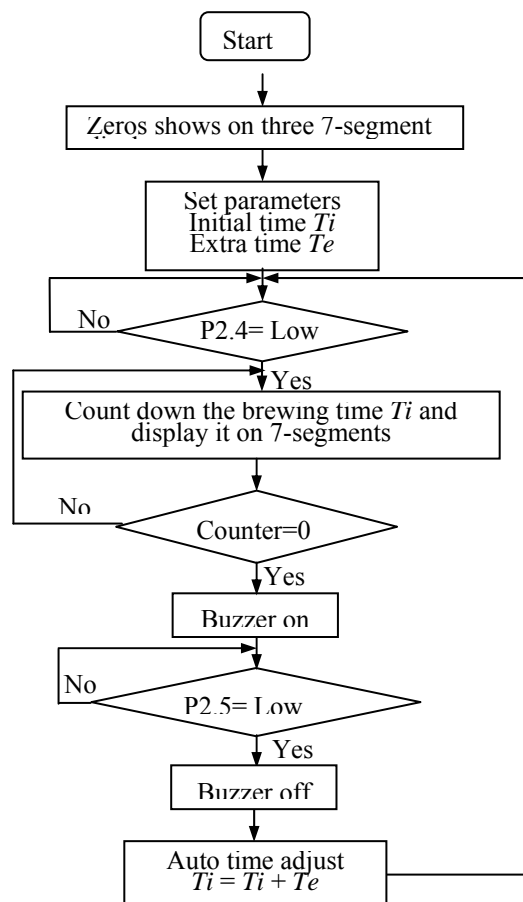 Start
Zeros shows on three 7-segment
Set parameters
Initial time Ti
Extra time Te
No
P2.4= Low
Yes
Count down the brewing time Ti and
display it on 7-segments
No
Counter=0
Yes
Buzzer on
No
P2.5= Low
Yes
Buzzer off
Auto time adjust
Ti = Ti + Te